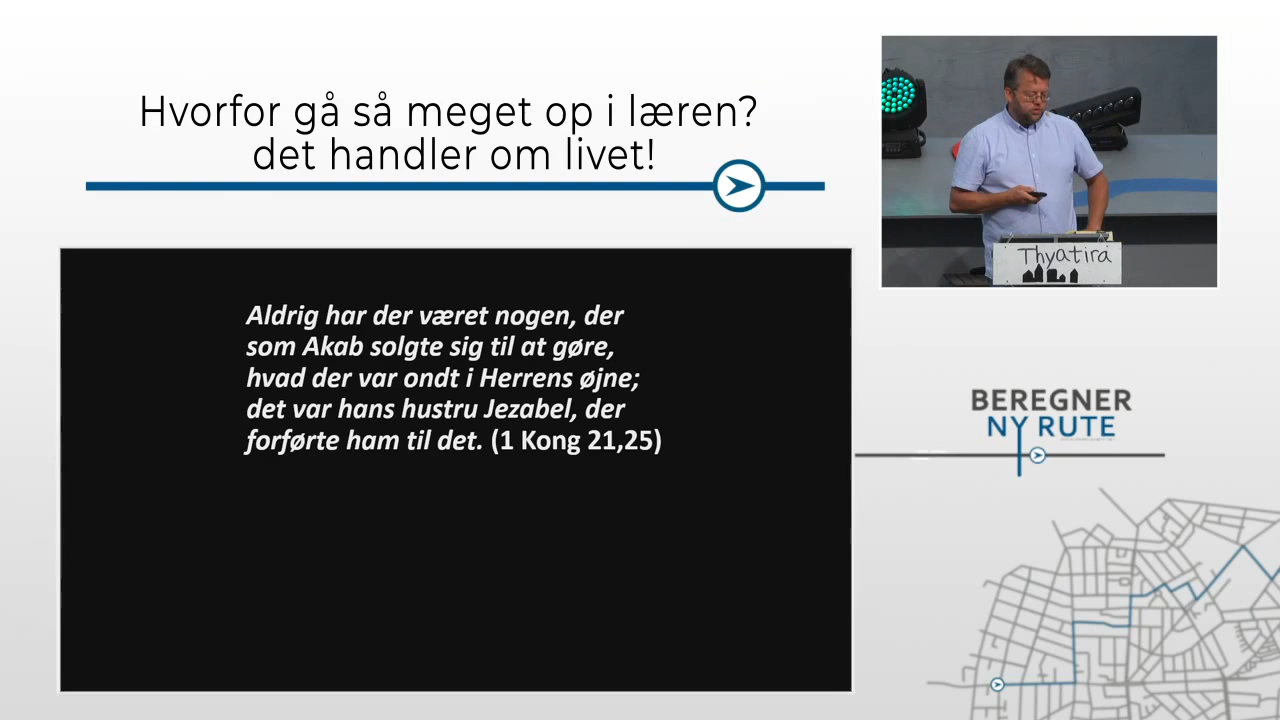 Hvorfor gå så meget op i læren?
det handler om livet!
Aldrig har der været nogen, der
som Akab solgte sig til at gøre,
hvad der var ondt i Herrens øjne;
det var hans hustru Jezabel, der
forførte ham til det. (1 Kong 21,25)
Thyatira
BEREGNER
NY RUTE